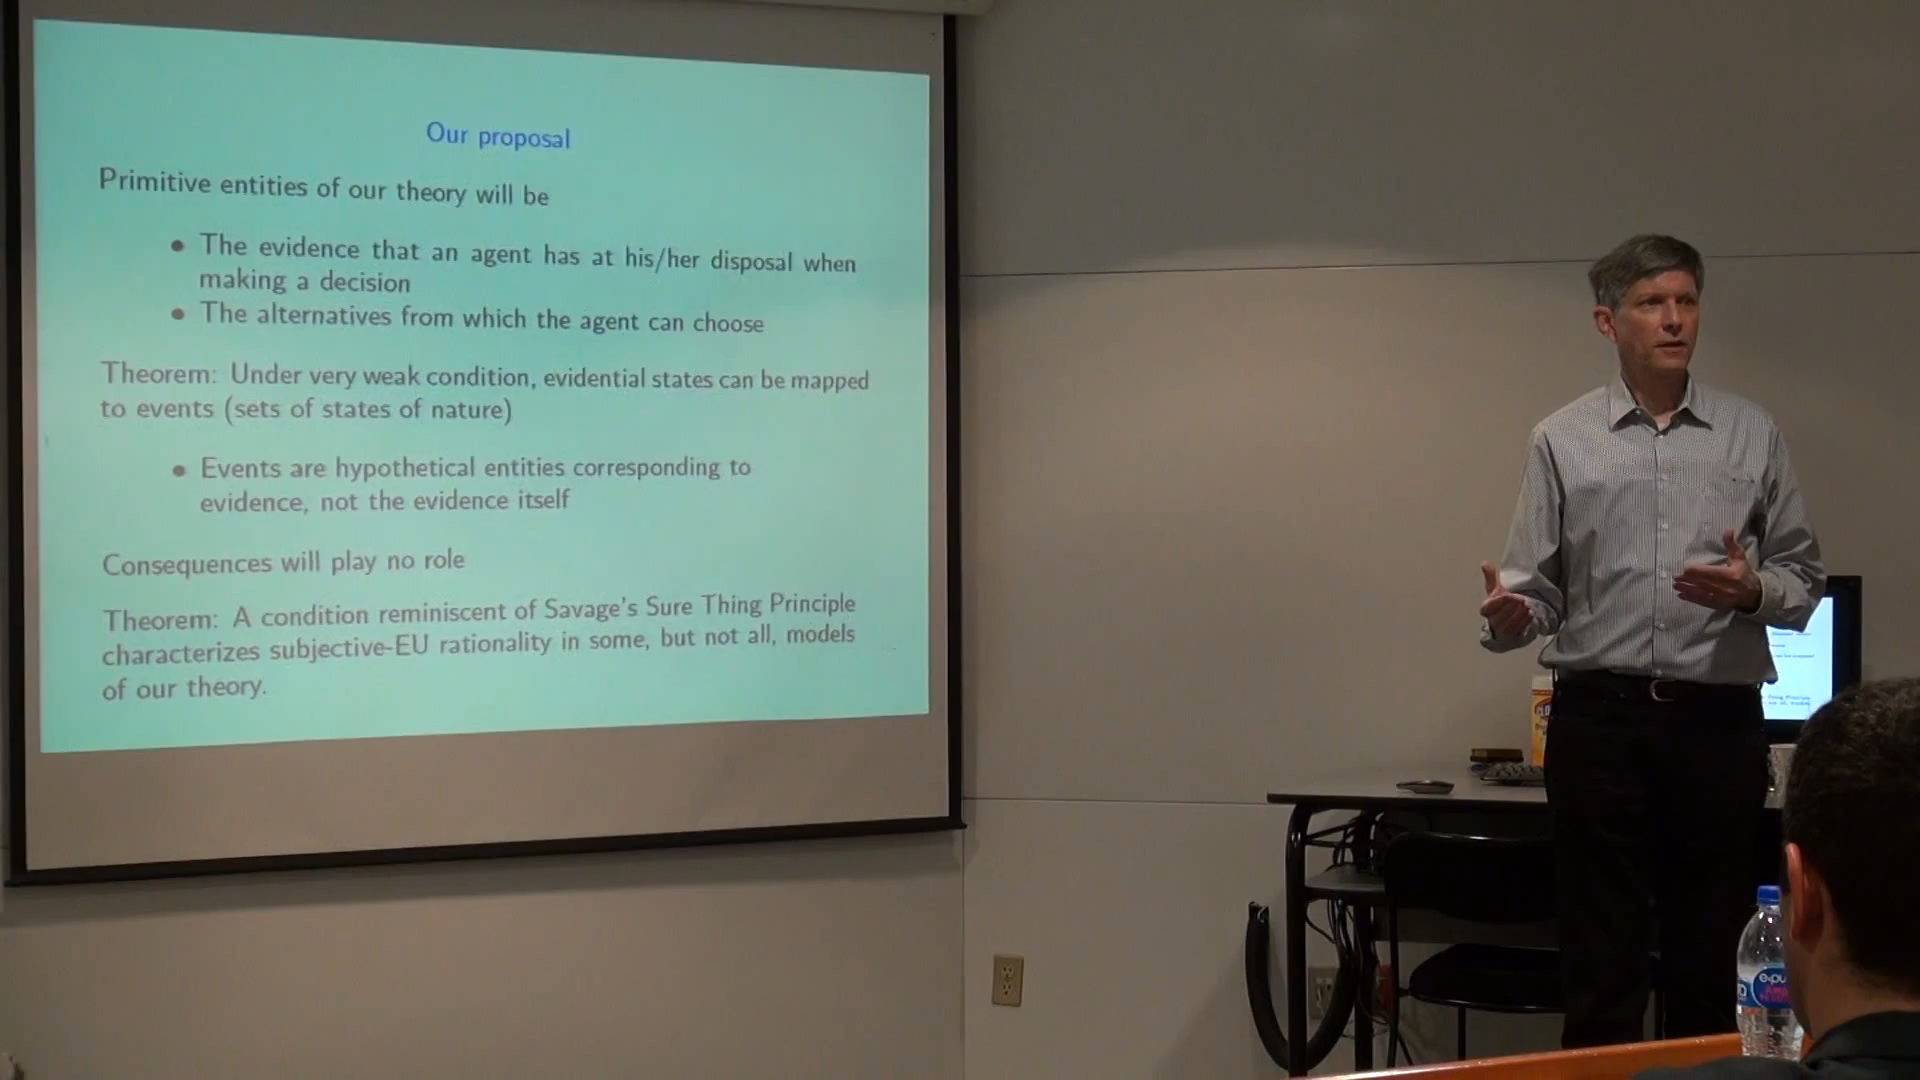 Our proposal
Primitive entities of our theory will be
• The evidence that an agent has at his/her disposal when
making a decision
• The alternatives from which the agent can choose
Theorem: Under very weak condition, evidential states can be mapped
to events (sets of states of nature)
• Events are hypothetical entities corresponding to
evidence, not the evidence itself
Consequences will play no role
Theorem: A condition reminiscent of Savage's Sure Thing Principle
characterizes subjective-EU rationality in some, but not all, models
of our theory.
e-pu